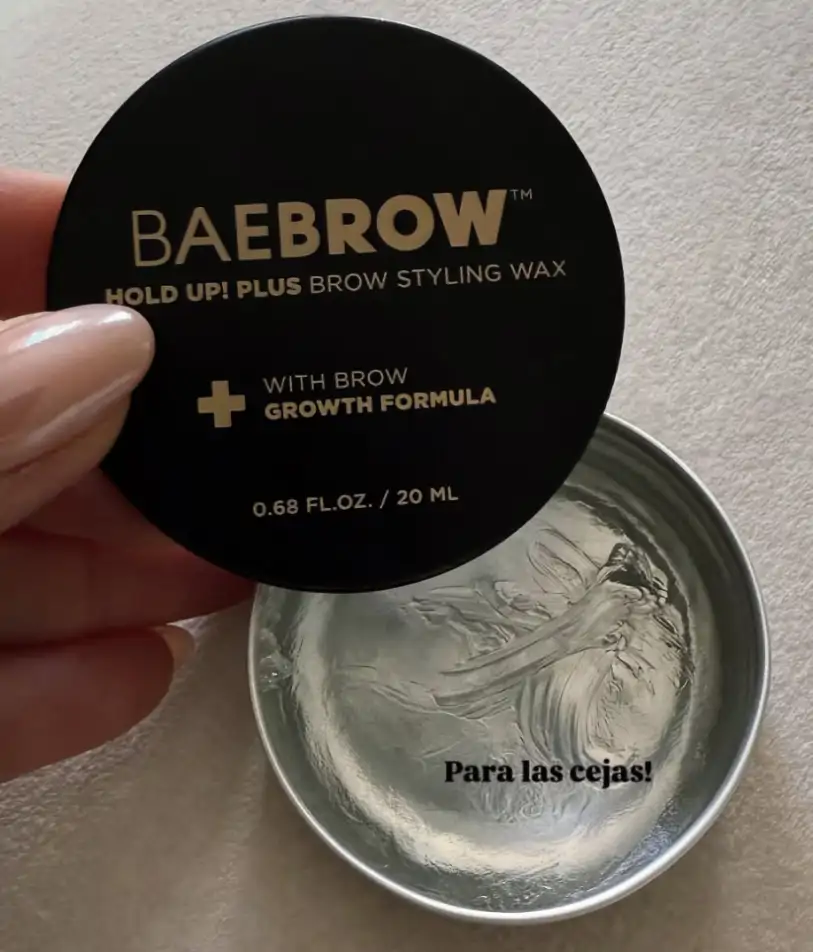 BAEBROW™
HOLD UP! PLUS BROW STYLING WAX
WITH BROW
GROWTH FORMULA
0.68 FL.OZ. / 20 ML
Para las cejas!